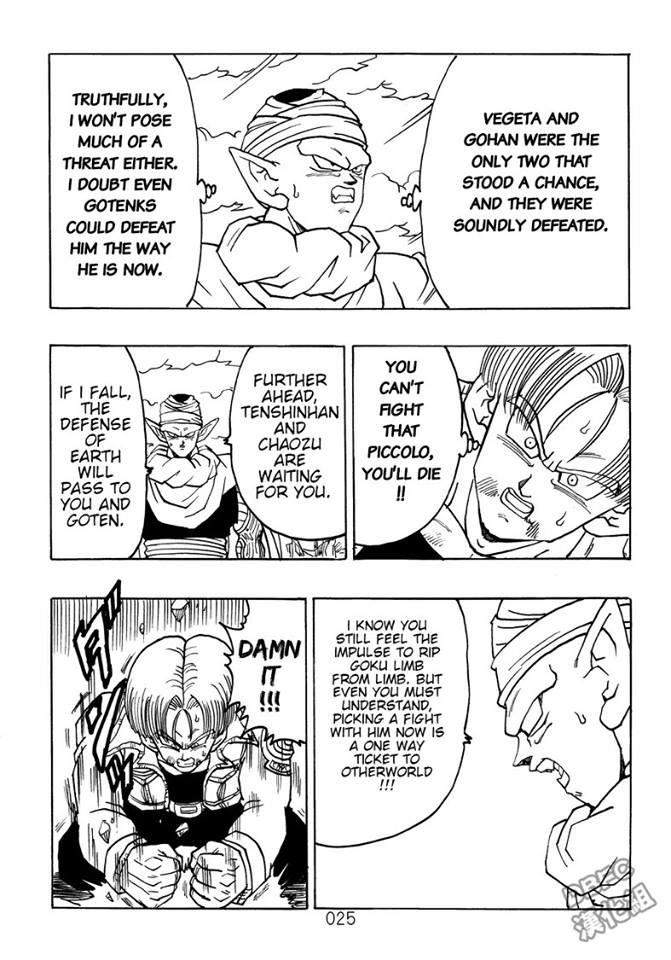 VEGETA AND
GOHAN WERE THE
ONLY TWO THAT
STOOD A CHANCE,
AND THEY WERE
SOUNDLY DEFEATED.
TRUTHFULLY,
I WON'T POSE
MUCH OF A
THREAT EITHER.
I DOUBT EVEN
GOTENKS
COULD DEFEAT
HIM THE WAY
HE IS NOW.
YOU
CAN'T
FIGHT
THAT
PICCOLO,
YOU'LL DIE
!!
FURTHER
AHEAD,
TENSHINHAN
AND
CHAOZU
ARE
WAITING
FOR YOU.
IF I FALL,
THE
DEFENSE
OF
EARTH
WILL
PASS TO
YOU AND
GOTEN.
I KNOW YOU
STILL FEEL THE
IMPULSE TO RIP
GOKU LIMB
FROM LIMB. BUT
EVEN YOU MUST
UNDERSTAND,
PICKING A FIGHT
WITH HIM NOW IS
A ONE WAY
TICKET TO
OTHERWORLD
!!!
DAMN
IT
!!!
025
DBFC
漢化組